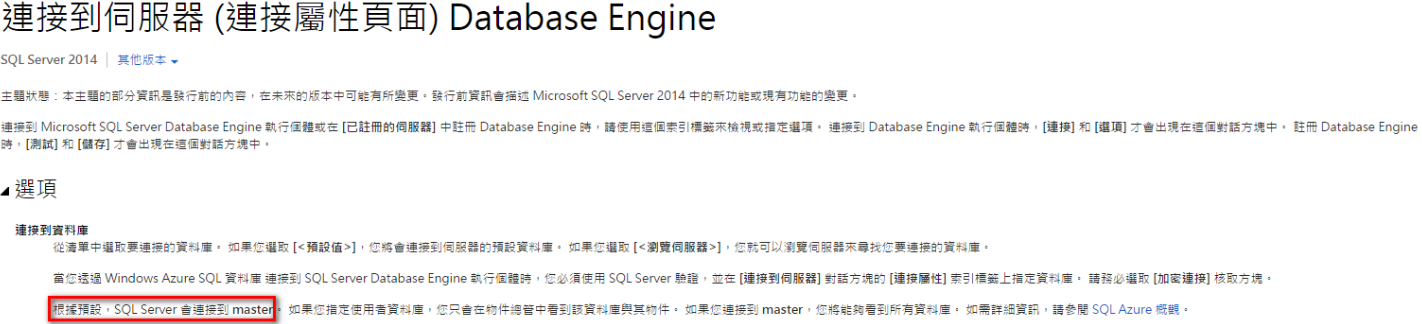 連接到伺服器 (連接屬性頁面) Database Engine
SQL Server 2014 其他版本
主題狀態：本主題的部分資訊是發行前的內容，在未來的版本中可能有所變更。發行前資訊會描述 Microsoft SQL Server 2014 中的新功能或現有功能的變更。
連接到 Microsoft SQL Server Database Engine 執行個體或在 [已註冊的伺服器] 中註冊 Database Engine 時，請使用這個索引標籤來檢視或指定選項。 連接到 Database Engine 執行個體時，[連接] 和 [選項] 才會出現在這個對話方塊中。 註冊 Database Engine
時，[測試] 和 [儲存] 才會出現在這個對話方塊中。
選項
連接到資料庫
從清單中選取要連接的資料庫。 如果您選取 [<預設值>]，您將會連接到伺服器的預設資料庫。 如果您選取 [<瀏覽伺服器>]，您就可以瀏覽伺服器來尋找您要連接的資料庫。
當您透過 Windows Azure SQL 資料庫 連接到 SQL Server Database Engine 執行個體時，您必須使用 SQL Server 驗證，並在 [連接到伺服器] 對話方塊的 [連接屬性] 索引標籤上指定資料庫。 請務必選取 [加密連接] 核取方塊。
根據預設，SQL Server 會連接到 master。 如果您指定使用者資料庫，您只會在物件總管中看到該資料庫與其物件。 如果您連接到 master，您將能夠看到所有資料庫。 如需詳細資訊，請參閱 SQL Azure 概觀。